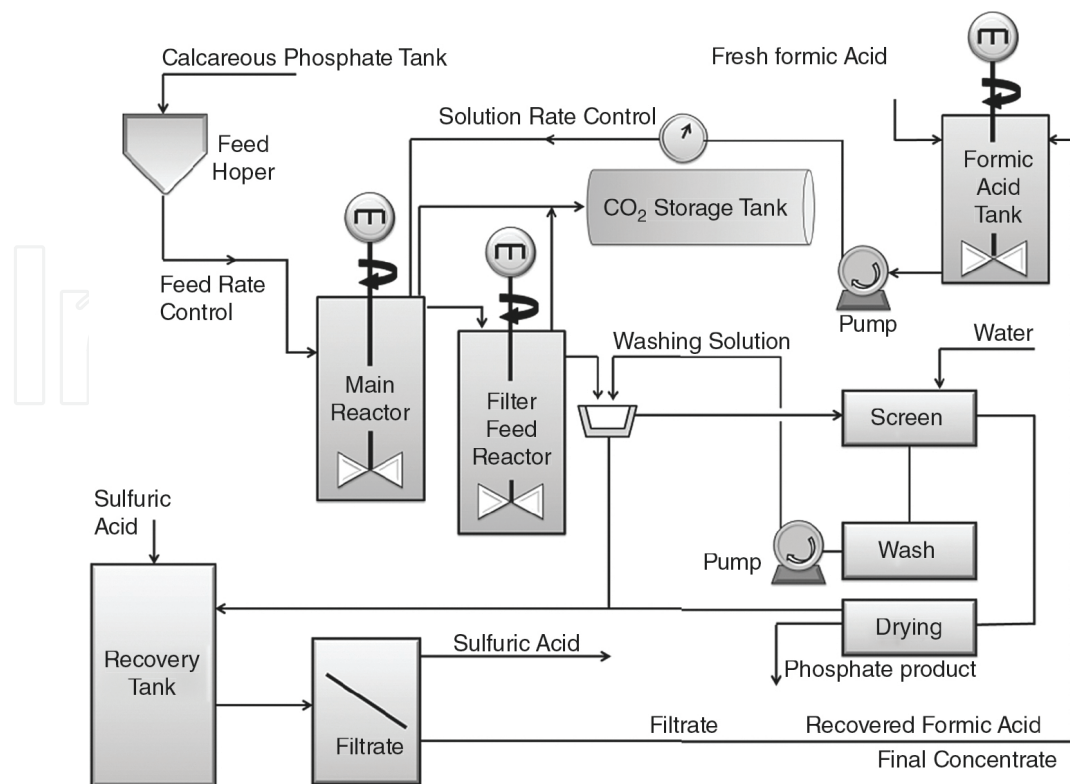 Calcareous Phosphate Tank
Fresh formic Acid
Solution Rate Control
Feed
Hoper
Formic
Acid
Tank
CO₂ Storage Tank
Feed Rate
Control
Pump
Washing Solution
Water
Main
Reactor
Filter
Feed
Reactor
Screen
Sulfuric
Acid
Pump
Wash
Drying
Sulfuric Acid
Phosphate product
Recovery
Tank
Filtrate
Filtrate
Recovered Formic Acid
Final Concentrate